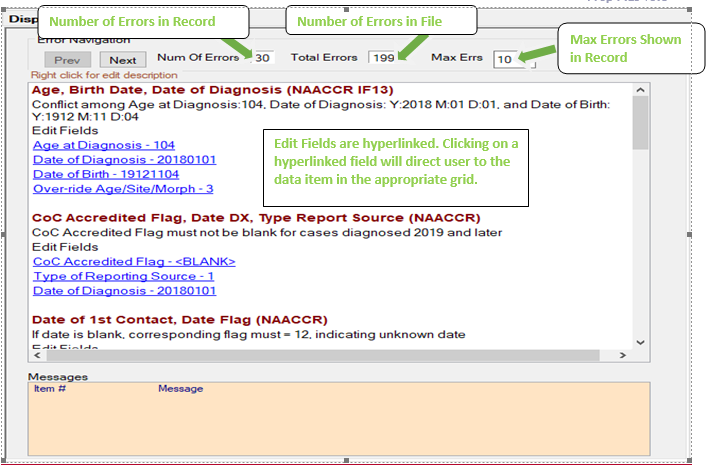 Disp
Number of Errors in Record
Number of Errors in File
Max Errors Shown
in Record
Error Navigation
Prev Next Num Of Errors 30 Total Errors 199 Max Errs 10
Right click for edit description
Age, Birth Date, Date of Diagnosis (NAACCR IF13)
Conflict among Age at Diagnosis:104, Date of Diagnosis: Y:2018 M:01 D:01, and Date of Birth:
Y:1912 M:11 D:04
Edit Fields
Age at Diagnosis - 104
Date of Diagnosis - 20180101
Date of Birth - 19121104
Over-ride Age/Site/Morph - 3
Edit Fields are hyperlinked. Clicking on a
hyperlinked field will direct user to the
data item in the appropriate grid.
CoC Accredited Flag, Date DX, Type Report Source (NAACCR)
CoC Accredited Flag must not be blank for cases diagnosed 2019 and later
Edit Fields
CoC Accredited Flag - <BLANK>
Type of Reporting Source - 1
Date of Diagnosis - 20180101
Date of 1st Contact, Date Flag (NAACCR)
If date is blank, corresponding flag must = 12, indicating unknown date
Edit Fields
Messages
Item # Message